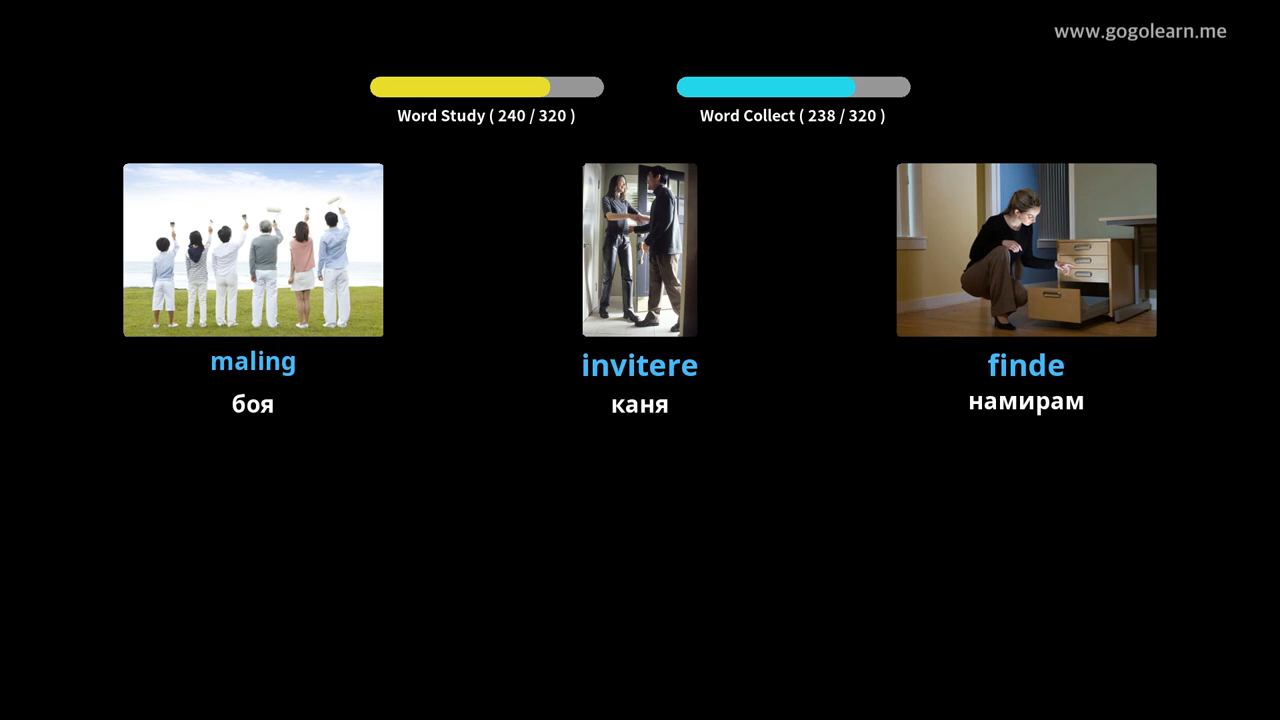 www.gogolearn.me
Word Study ( 240 / 320 )
Word Collect ( 238 / 320 )
maling
invitere
finde
боя
каня
намирам